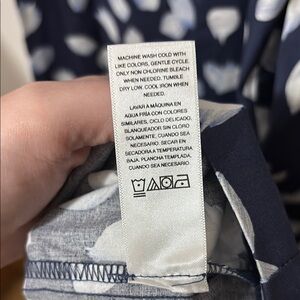 MACHINE WASH COLD WITH
LIKE COLORS, GENTLE CYCLE.
ONLY NON CHLORINE BLEACH
WHEN NEEDED. TUMBLE
DRY LOW. COOL IRON WHEN
NEEDED.
LAVAR A MÁQUINA EN
AGUA FRÍA CON COLORES
SIMILARES, CICLO DELICADO.
BLANQUEADOR SIN CLORO
SOLAMENTE, CUANDO SEA
NECESARIO. SECAR EN
SECADORA A TEMPERATURA
BAJA. PLANCHA TEMPLADA,
CUANDO SEA NECESARIO